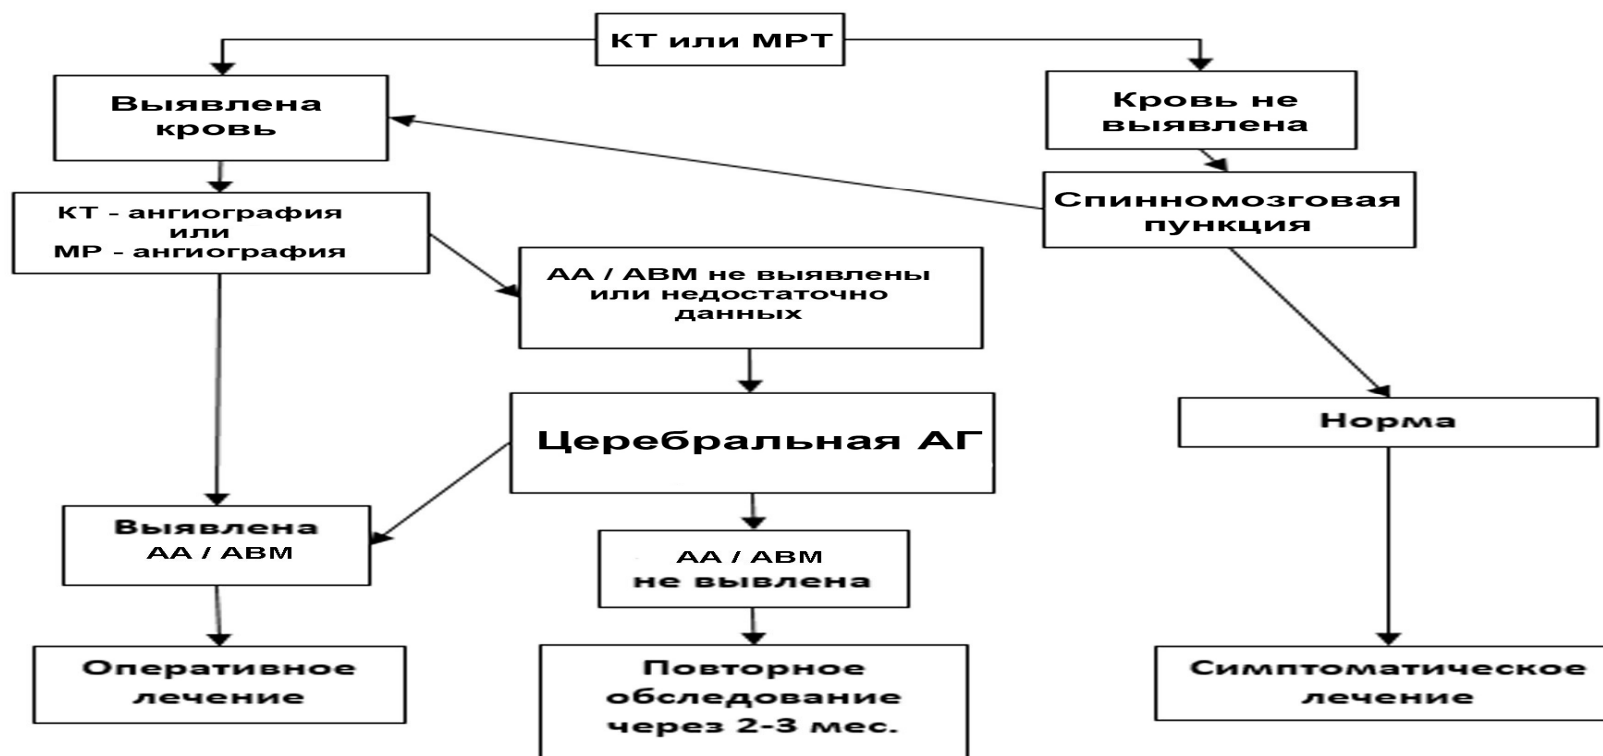 КТ или МРТ
Выявлена
кровь
Кровь не
выявлена
КТ - ангиография
или
МР - ангиография
Спинномозговая
пункция
АА / АВМ не выявлены
или недостаточно
данных
Церебральная АГ
Норма
Выявлена
АА / АВМ
АА / АВМ
не вывлена
Оперативное
лечение
Повторное
обследование
через 2-3 мес.
Симптоматическое
лечение